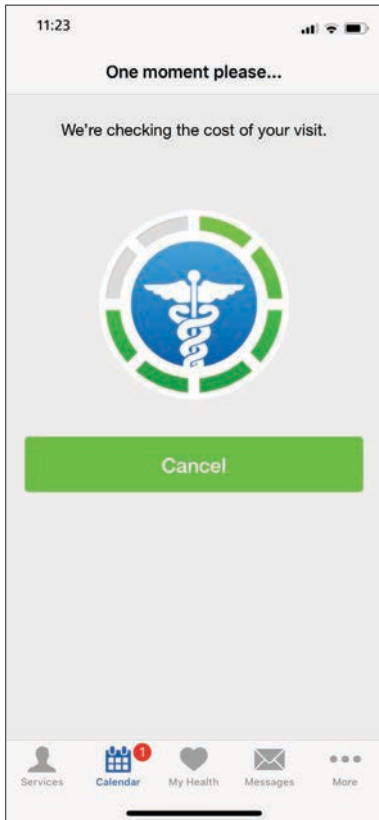 11:23
One moment please...
We're checking the cost of your visit.
Cancel
1
Services Calendar My Health Messages More